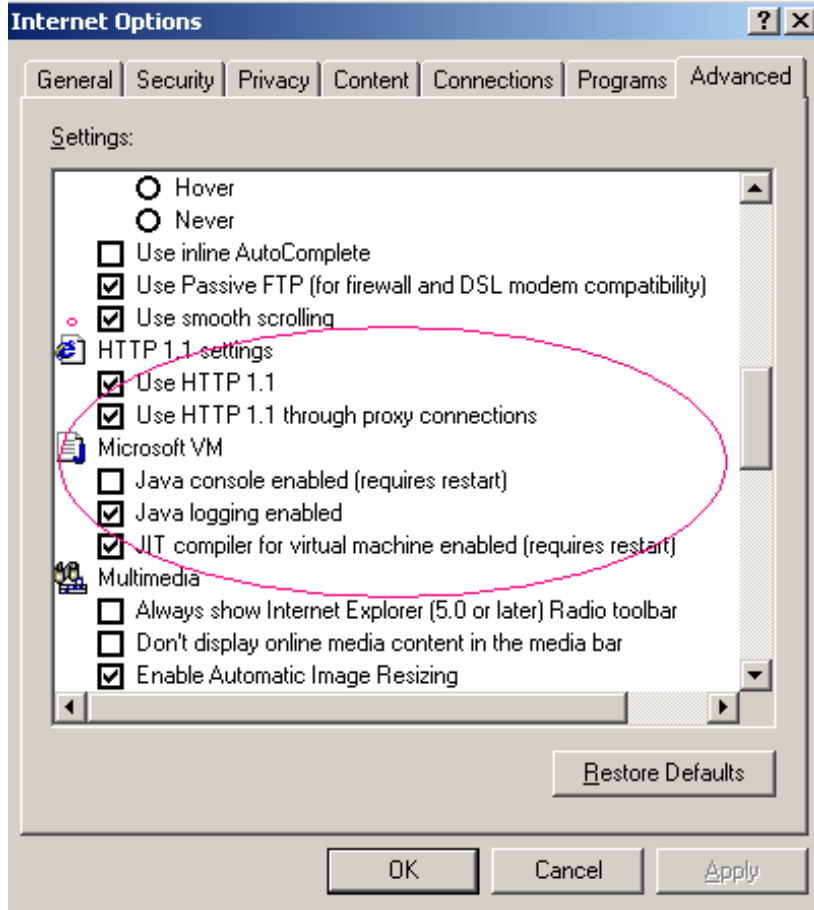 Internet Options
General Security Privacy Content Connections Programs Advanced
Settings:
Hover
Never
Use inline AutoComplete
Use Passive FTP (for firewall and DSL modem compatibility)
Use smooth scrolling
HTTP 1.1 settings
Use HTTP 1.1
Use HTTP 1.1 through proxy connections
Microsoft VM
Java console enabled (requires restart)
Java logging enabled
JIT compiler for virtual machine enabled (requires restart)
Multimedia
Always show Internet Explorer (5.0 or later) Radio toolbar
Don't display online media content in the media bar
Enable Automatic Image Resizing
Restore Defaults
OK Cancel Apply